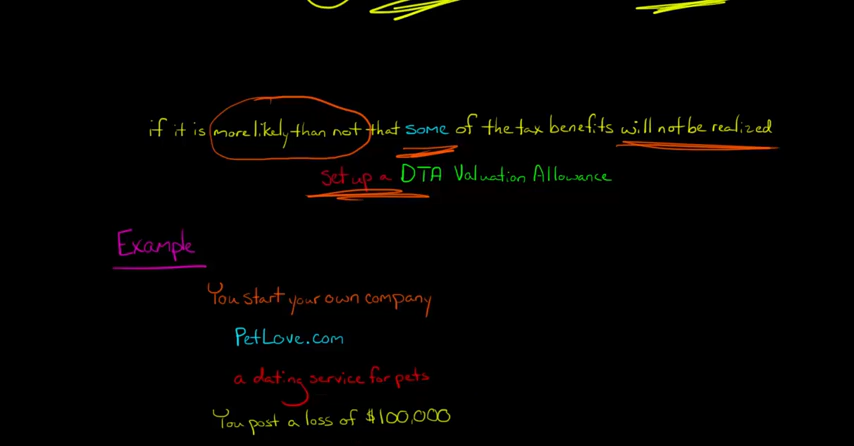 if it is more likely than not that some of the tax benefits will not be realized
set up a DTA Valuation Allowance
Example
You start your own company
PetLove.com
a dating service for pets
You post a loss of $100,000